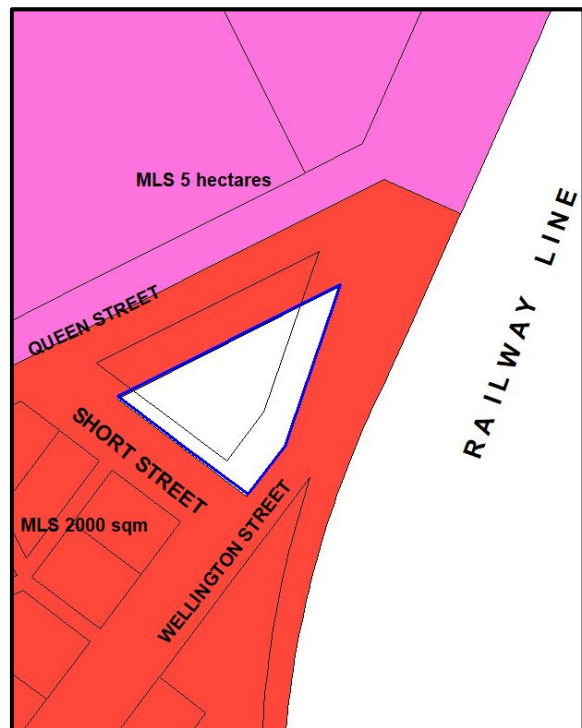 MLS 5 hectares
RAILWAY LINE
QUEEN STREET
SHORT STREET
MLS 2000 sqm
WELLINGTON STREET